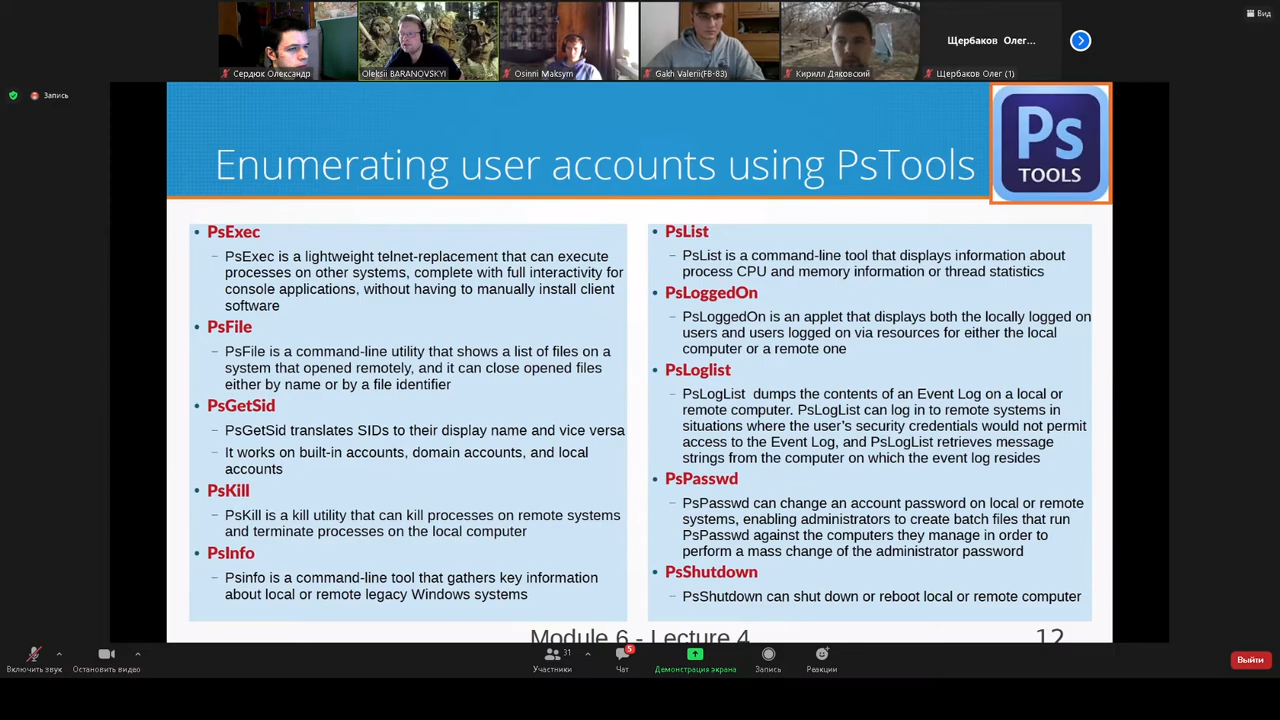 Вид
Сердюк Олександр
Oleksii BARANOVSKYI
Osinni Maksym
Gakh Valerii(FB-83)
Кирилл Дяковский
Щербаков Олег...
Щербаков Олег (1)
Запись
Enumerating user accounts using PsTools
Ps
TOOLS
• PsExec
– PsExec is a lightweight telnet-replacement that can execute
processes on other systems, complete with full interactivity for
console applications, without having to manually install client
software
• PsFile
– PsFile is a command-line utility that shows a list of files on a
system that opened remotely, and it can close opened files
either by name or by a file identifier
• PsGetSid
– PsGetSid translates SIDs to their display name and vice versa
– It works on built-in accounts, domain accounts, and local
accounts
• PsKill
– PsKill is a kill utility that can kill processes on remote systems
and terminate processes on the local computer
• PsInfo
– Psinfo is a command-line tool that gathers key information
about local or remote legacy Windows systems
• PsList
– PsList is a command-line tool that displays information about
process CPU and memory information or thread statistics
• PsLoggedOn
– PsLoggedOn is an applet that displays both the locally logged on
users and users logged on via resources for either the local
computer or a remote one
• PsLoglist
– PsLogList dumps the contents of an Event Log on a local or
remote computer. PsLogList can log in to remote systems in
situations where the user's security credentials would not permit
access to the Event Log, and PsLogList retrieves message
strings from the computer on which the event log resides
• PsPasswd
– PsPasswd can change an account password on local or remote
systems, enabling administrators to create batch files that run
PsPasswd against the computers they manage in order to
perform a mass change of the administrator password
• PsShutdown
– PsShutdown can shut down or reboot local or remote computer
Module 6 - Lecture 4
12
Включить звук
Остановить видео
31
Участники
5
Чат
Демонстрация экрана
Запись
Реакции
Выйти